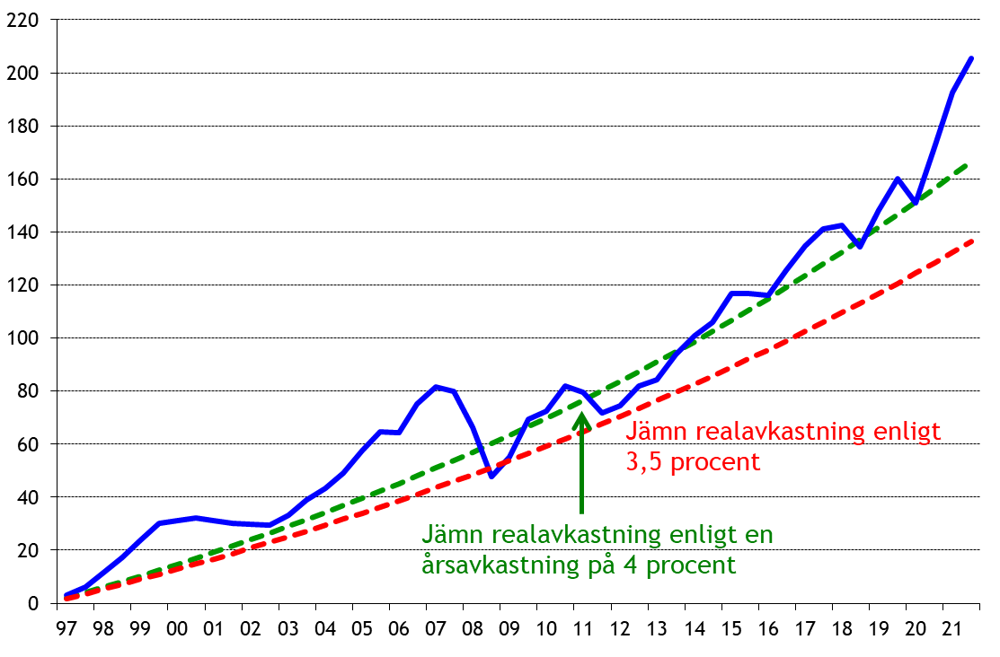 220
200
180
160
140
120
100
80
60
40
20
0
Jämn realavkastning enligt
3,5 procent
Jämn realavkastning enligt en
årsavkastning på 4 procent
97 98 99 00 01 02 03 04 05 06 07 08 09 10 11 12 13 14 15 16 17 18 19 20 21